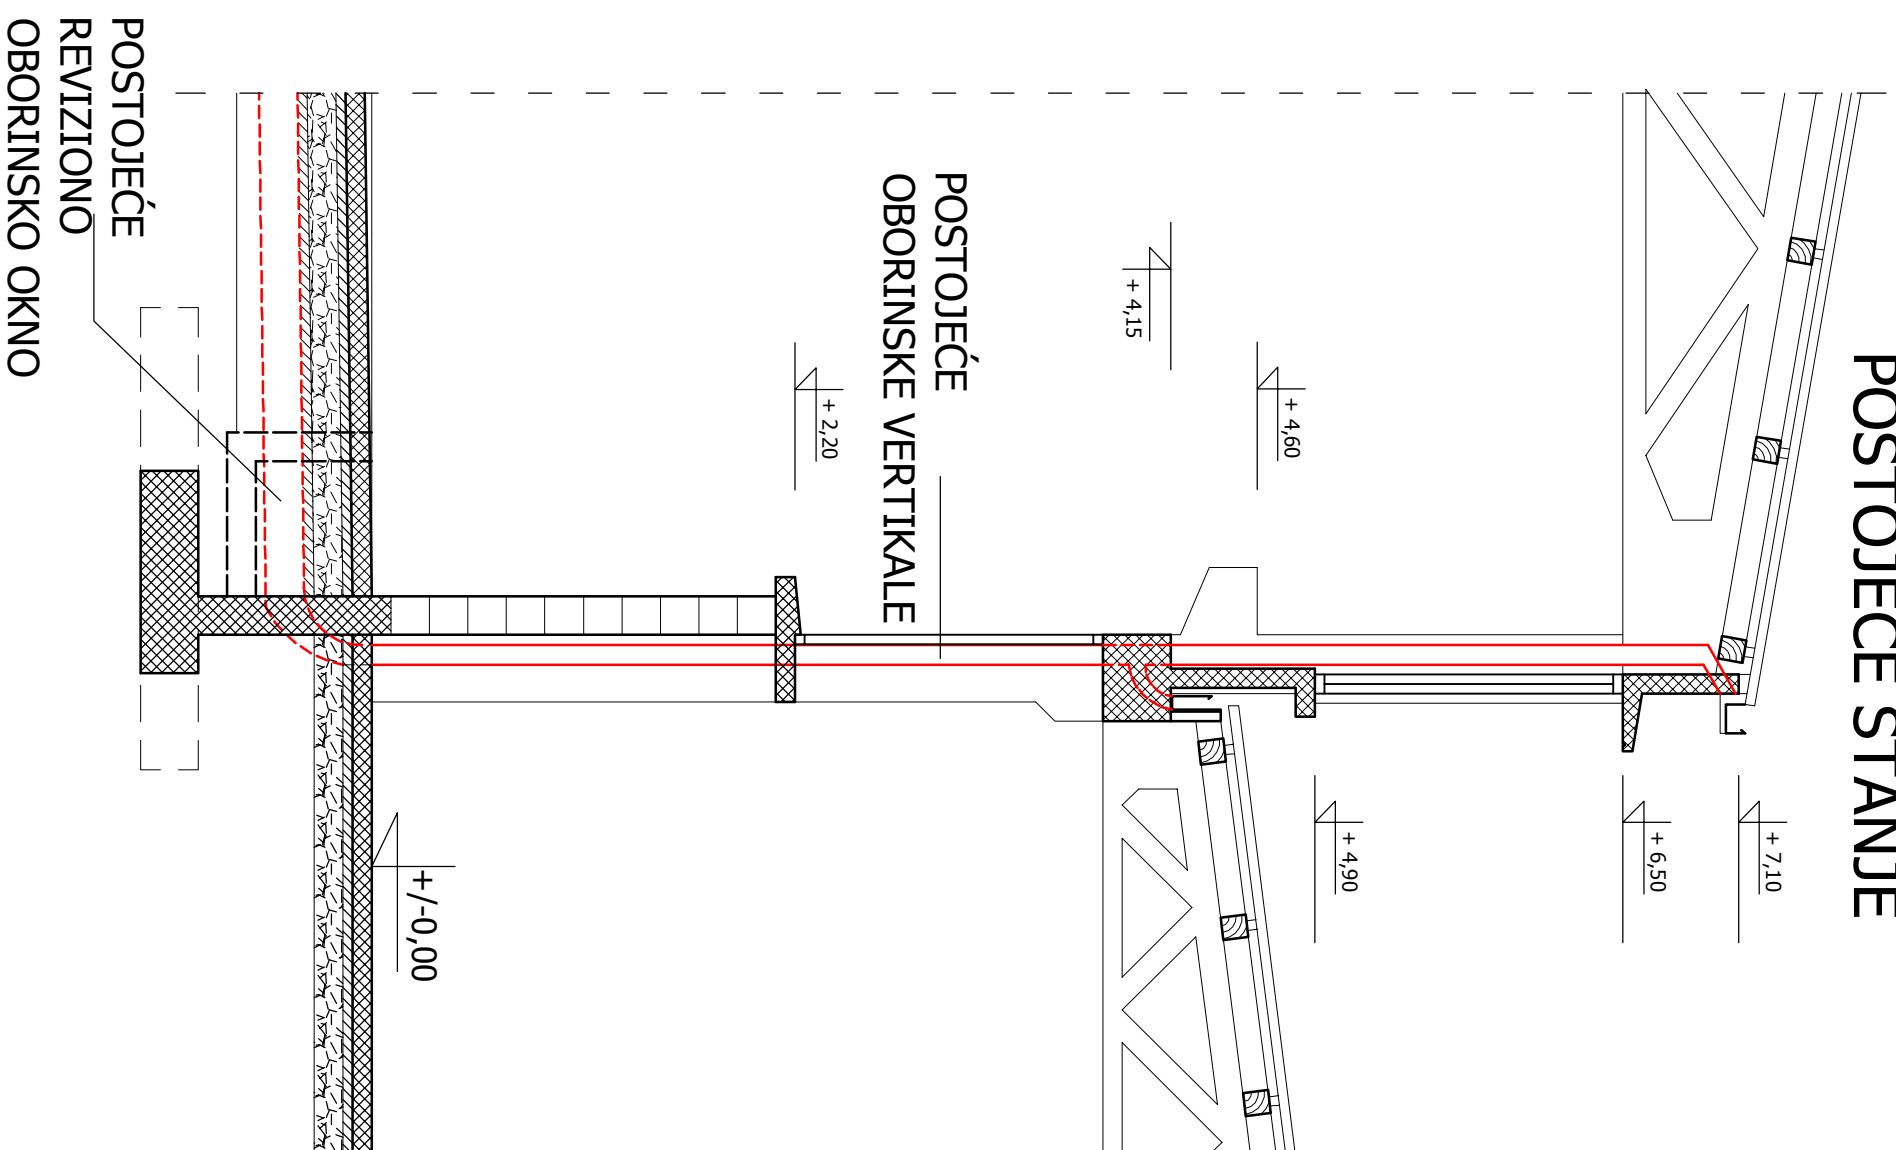 POSTOJEĆE STANJE
+ 7,10
+ 6,50
+ 4,90
+ 4,60
+ 4,15
+ 2,20
POSTOJEĆE
OBORINSKE VERTIKALE
+/-0,00
POSTOJEĆE
REVIZIONO
OBORINSKO OKNO